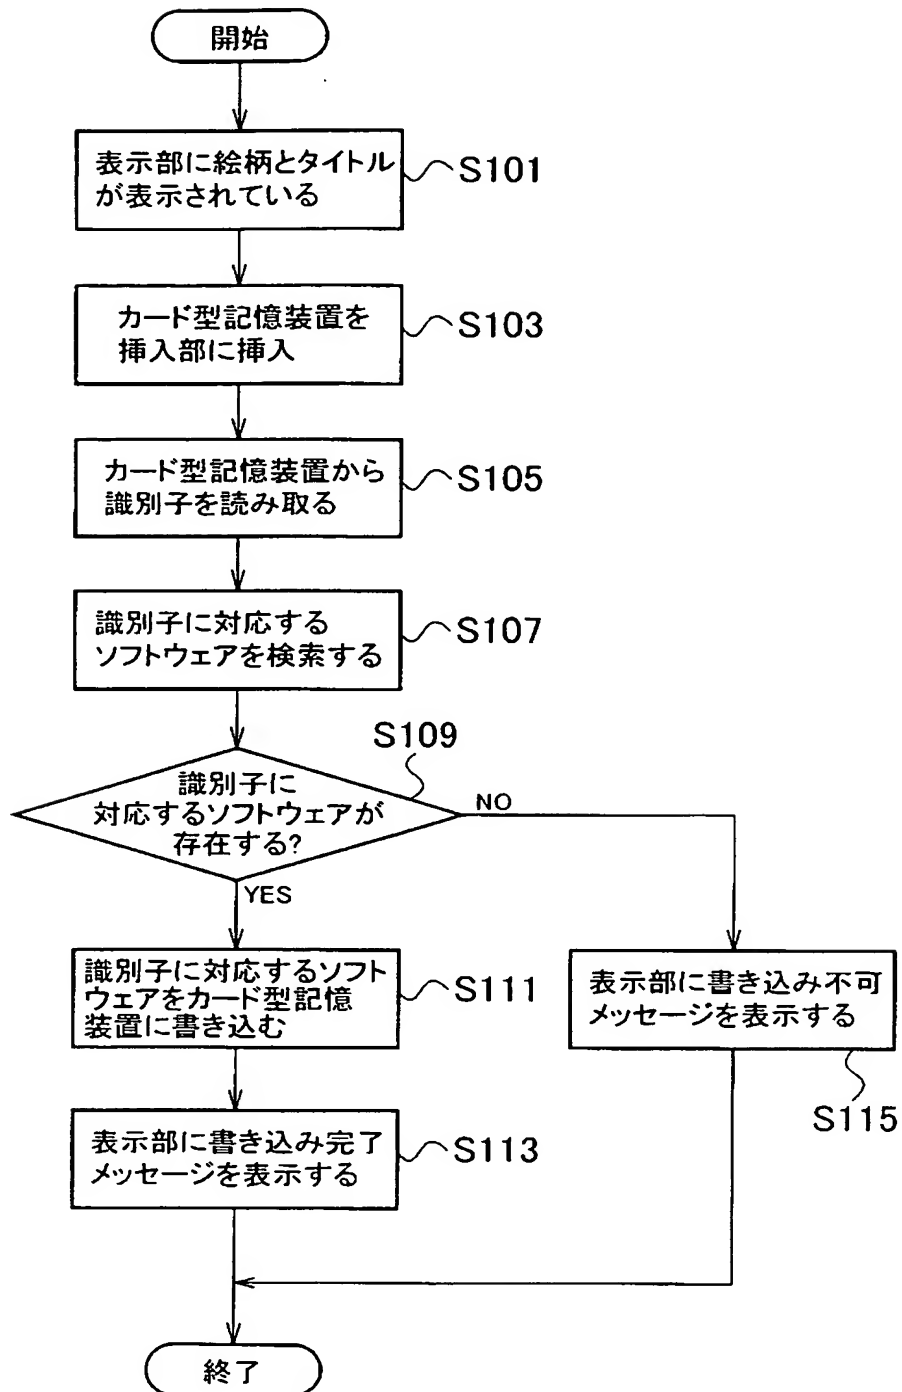 開始
表示部に絵柄とタイトル
が表示されている
S101
カード型記憶装置を
挿入部に挿入
S103
カード型記憶装置から
識別子を読み取る
S105
識別子に対応する
ソフトウェアを検索する
S107
S109
識別子に
対応するソフトウェアが
存在する?
NO
YES
識別子に対応するソフト
ウェアをカード型記憶
装置に書き込む
S111
表示部に書き込み不可
メッセージを表示する
S115
表示部に書き込み完了
メッセージを表示する
S113
終了